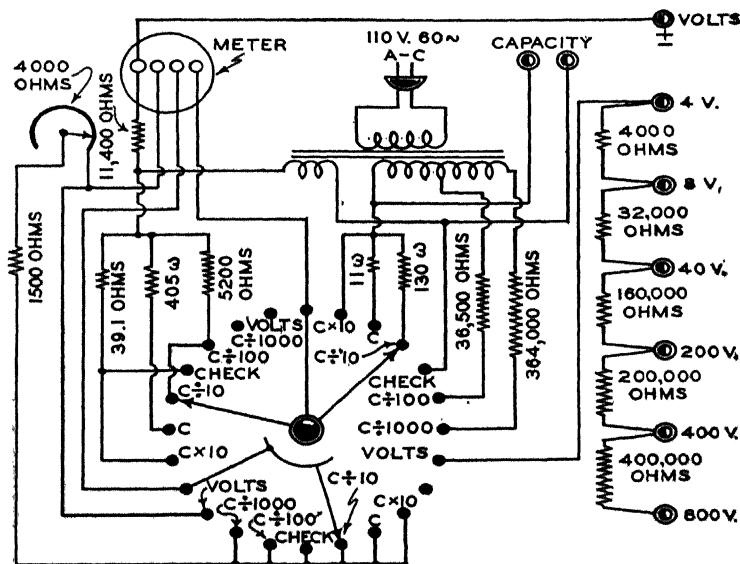 VOLTS
±
METER
110 V. 60~
A-C
CAPACITY
4000
OHMS
11,400 OHMS
4 V.
4000
OHMS
8 V,
32,000
OHMS
40 V.
160,000
OHMS
200 V.
200,000
OHMS
400 V.
400,000
OHMS
800 V.
1500 OHMS
39.1 OHMS
405 ω
5200
OHMS
11 ω
130 ω
36,500 OHMS
364,000 OHMS
VOLTS
C÷1000
C÷100
CHECK
C÷10
C
C×10
C×10
C
C÷10
CHECK
C÷100
C÷1000
VOLTS
VOLTS
C÷1000
C÷100
CHECK
C÷10
C
C×10